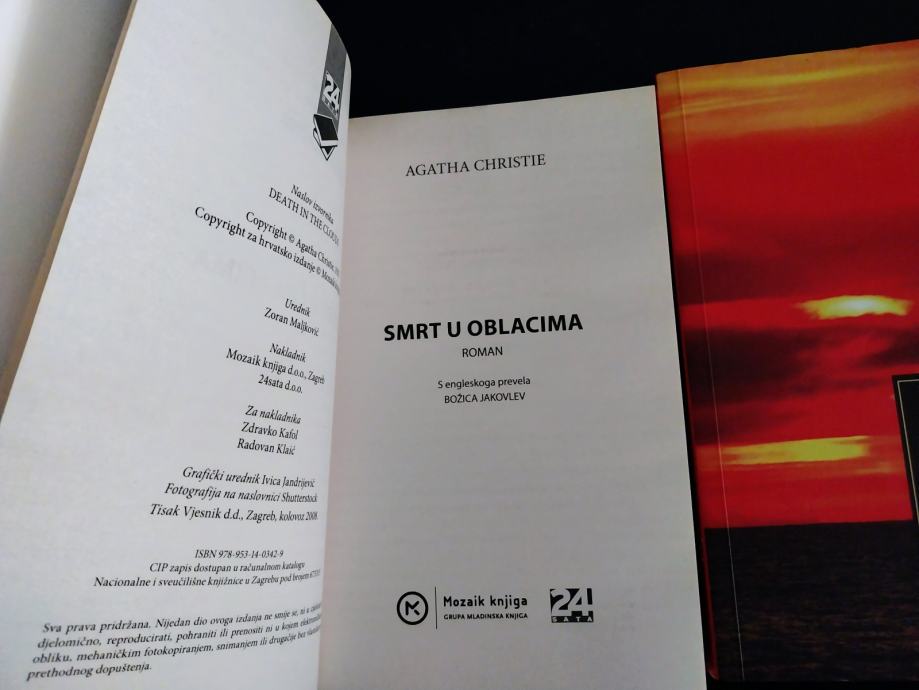 24
SATA
Naslov izvornika
DEATH IN THE CLOUDS
Copyright © Agatha Christie,
Copyright za hrvatsko izdanje © Mozaik
Urednik
Zoran Maljković
Nakladnik
Mozaik knjiga d.o.o., Zagreb
24sata d.o.o.
Za nakladnika
Zdravko Kafol
Radovan Klaić
Grafički urednik Ivica Jandrijević
Fotografija na naslovnici Shutterstock
Tisak Vjesnik d.d., Zagreb, kolovoz 2008.
ISBN 978-953-14-0342-9
CIP zapis dostupan u računalnom katalogu
Nacionalne i sveučilišne knjižnice u Zagrebu pod brojem
Sva prava pridržana. Nijedan dio ovoga izdanja ne smije se, ni u
djelomično, reproducirati, pohraniti ili prenositi ni u kojem
obliku, mehaničkim fotokopiranjem, snimanjem ili drugačije bez
prethodnog dopuštenja.
AGATHA CHRISTIE
SMRT U OBLACIMA
ROMAN
S engleskoga prevela
BOŽICA JAKOVLEV
M
Mozaik knjiga
GRUPA MLADINSKA KNJIGA
24
SATA